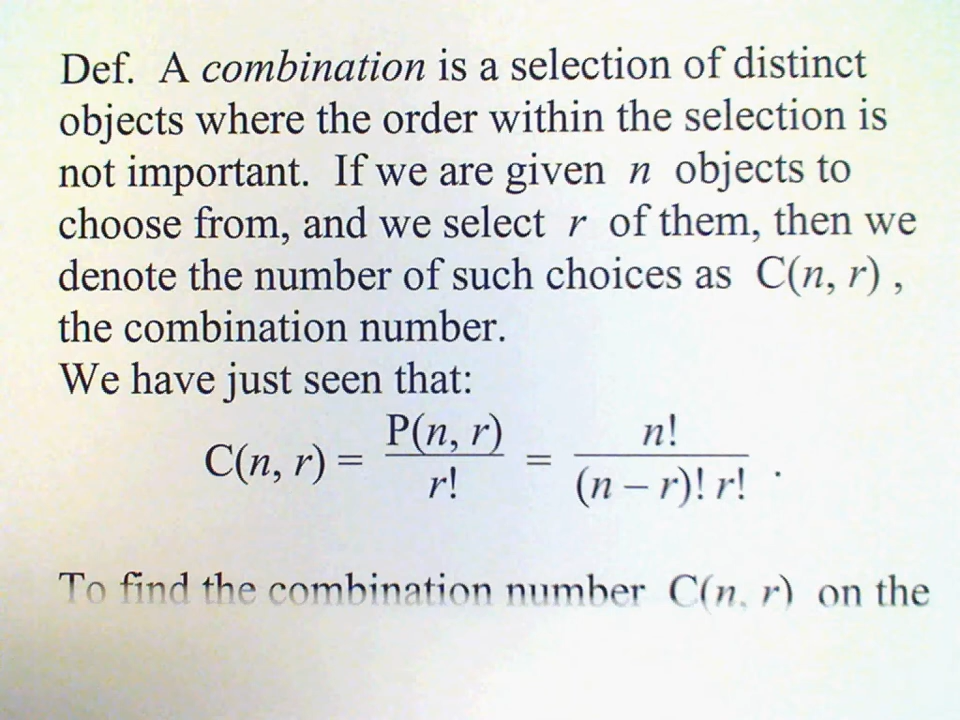 Def. A combination is a selection of distinct
objects where the order within the selection is
not important. If we are given n objects to
choose from, and we select r of them, then we
denote the number of such choices as C(n, r) ,
the combination number.
We have just seen that:
C(n, r) = P(n, r) / r! = n! / (n – r)! r! .
To find the combination number C(n, r) on the